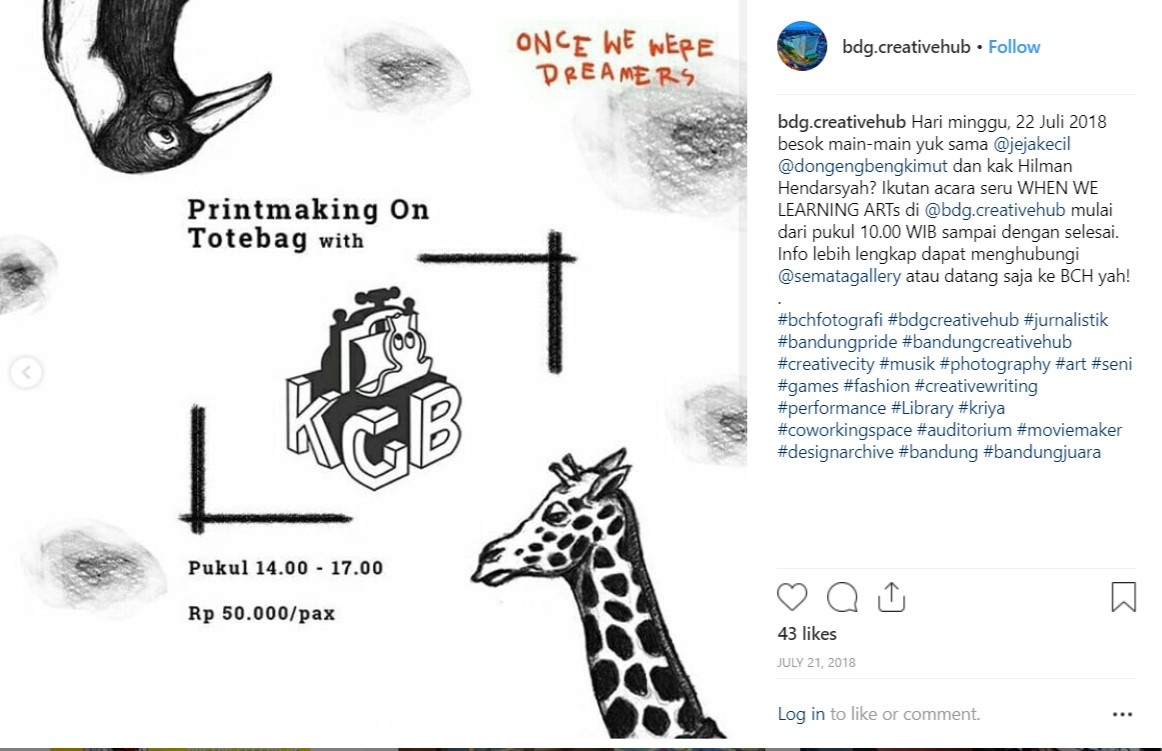 ONCE WE WERE
DREAMERS
Printmaking On
Totebag with
KGB
Pukul 14.00 - 17.00
Rp 50.000/pax
bdg.creativehub • Follow
bdg.creativehub Hari minggu, 22 Juli 2018
besok main-main yuk sama @jejakecil
@dongengbengkimut dan kak Hilman
Hendarsyah? Ikutan acara seru WHEN WE
LEARNING ARTs di @bdg.creativehub mulai
dari pukul 10.00 WIB sampai dengan selesai.
Info lebih lengkap dapat menghubungi
@sematagallery atau datang saja ke BCH yah!
.
#bchfotografi #bdgcreativehub #jurnalistik
#bandungpride #bandungcreativehub
#creativecity #musik #photography #art #seni
#games #fashion #creativewriting
#performance #Library #kriya
#coworkingspace #auditorium #moviemaker
#designarchive #bandung #bandungjuara
43 likes
JULY 21, 2018
Log in to like or comment.